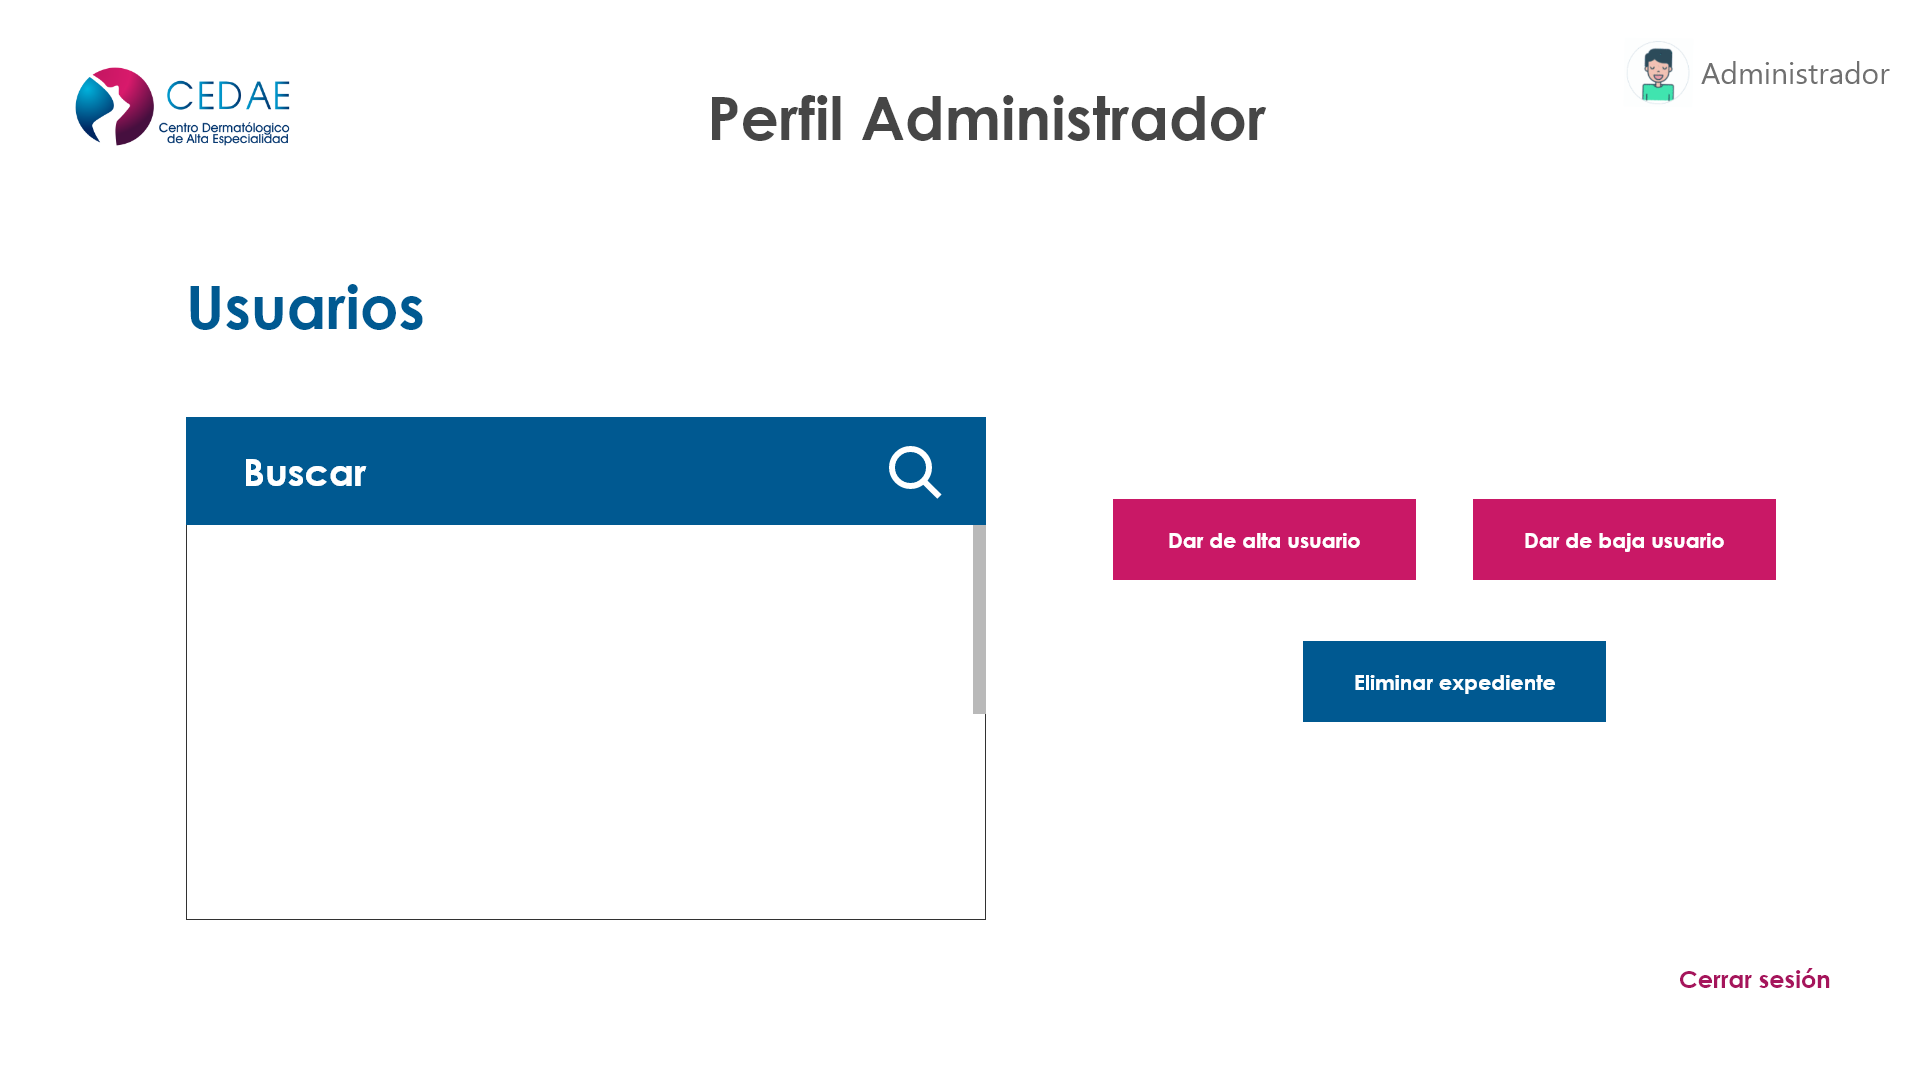 CEDAE
Centro Dermatólogico
de Alta Especialidad
Perfil Administrador
Administrador
Usuarios
Buscar
Dar de alta usuario
Dar de baja usuario
Eliminar expediente
Cerrar sesión